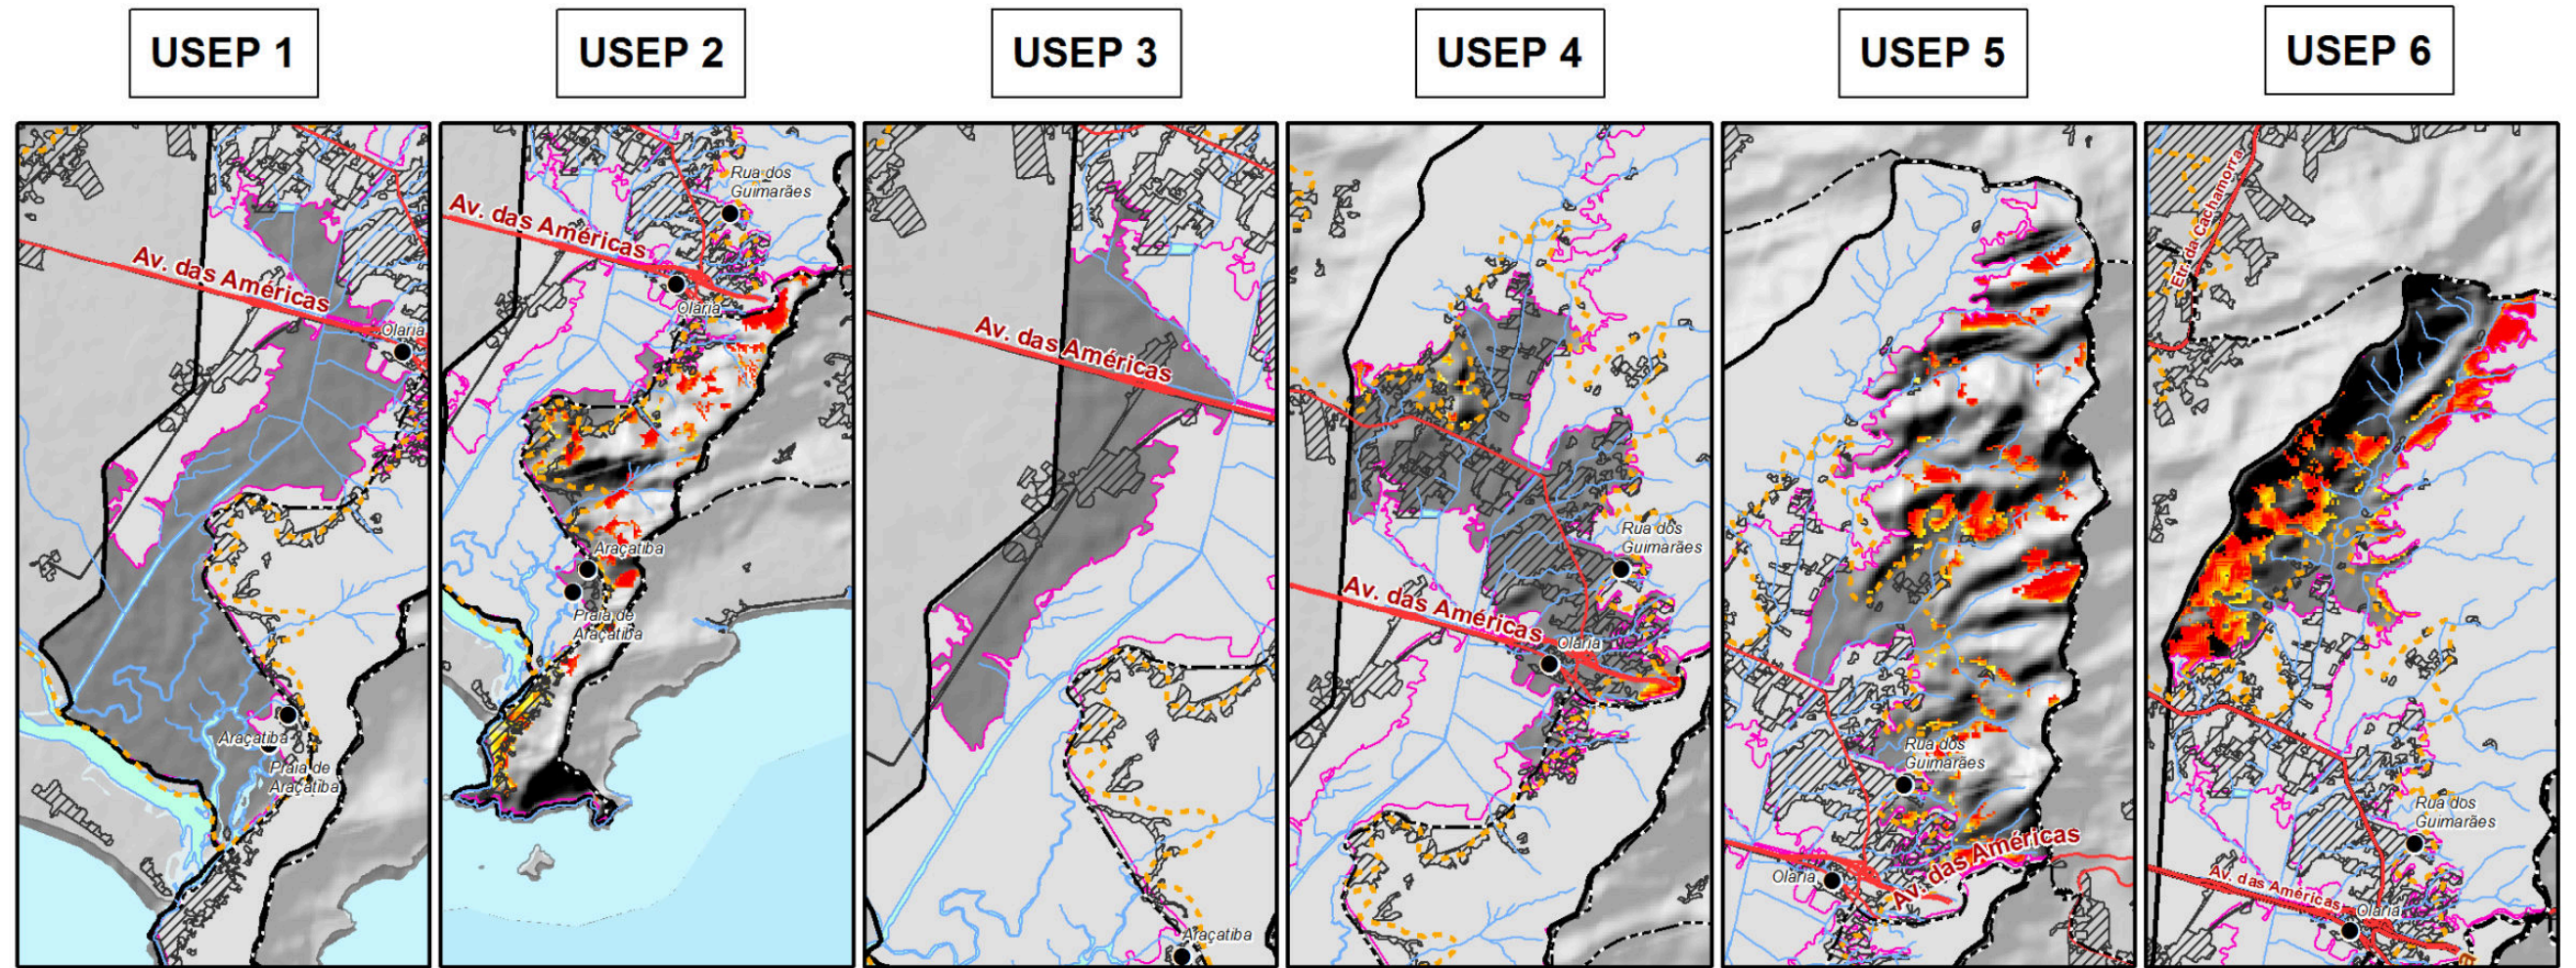 USEP 1
USEP 2
USEP 3
USEP 4
USEP 5
USEP 6
Av. das Américas
Olaria
Araçatiba
Praia de
Araçatiba
Rua dos
Guimarães
Av. das Américas
Olaria
Araçatiba
Praia de
Araçatiba
Av. das Américas
Araçatiba
Rua dos
Guimarães
Av. das Américas
Olaria
Rua dos
Guimarães
Av. das Américas
Olaria
Etr. da Cachamorra
Rua dos
Guimarães
Av. das Américas
Olaria